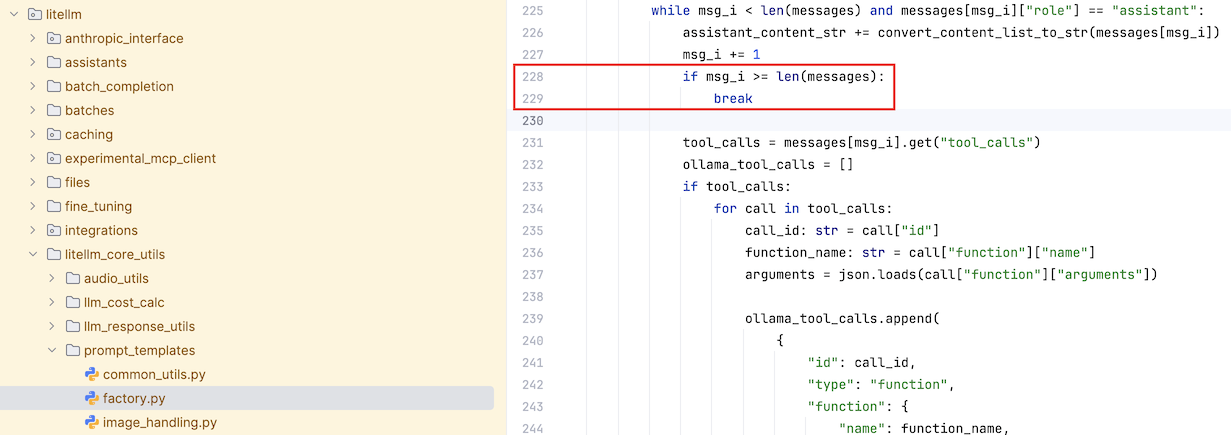 litellm
anthropic_interface
assistants
batch_completion
batches
caching
experimental_mcp_client
files
fine_tuning
integrations
litellm_core_utils
audio_utils
llm_cost_calc
llm_response_utils
prompt_templates
common_utils.py
factory.py
image_handling.py
225 while msg_i < len(messages) and messages[msg_i]["role"] == "assistant":
226 assistant_content_str += convert_content_list_to_str(messages[msg_i])
227 msg_i += 1
228 if msg_i >= len(messages):
229 break
230
231 tool_calls = messages[msg_i].get("tool_calls")
232 ollama_tool_calls = []
233 if tool_calls:
234 for call in tool_calls:
235 call_id: str = call["id"]
236 function_name: str = call["function"]["name"]
237 arguments = json.loads(call["function"]["arguments"])
238
239 ollama_tool_calls.append(
240 {
241 "id": call_id,
242 "type": "function",
243 "function": {
244 "name": function_name,